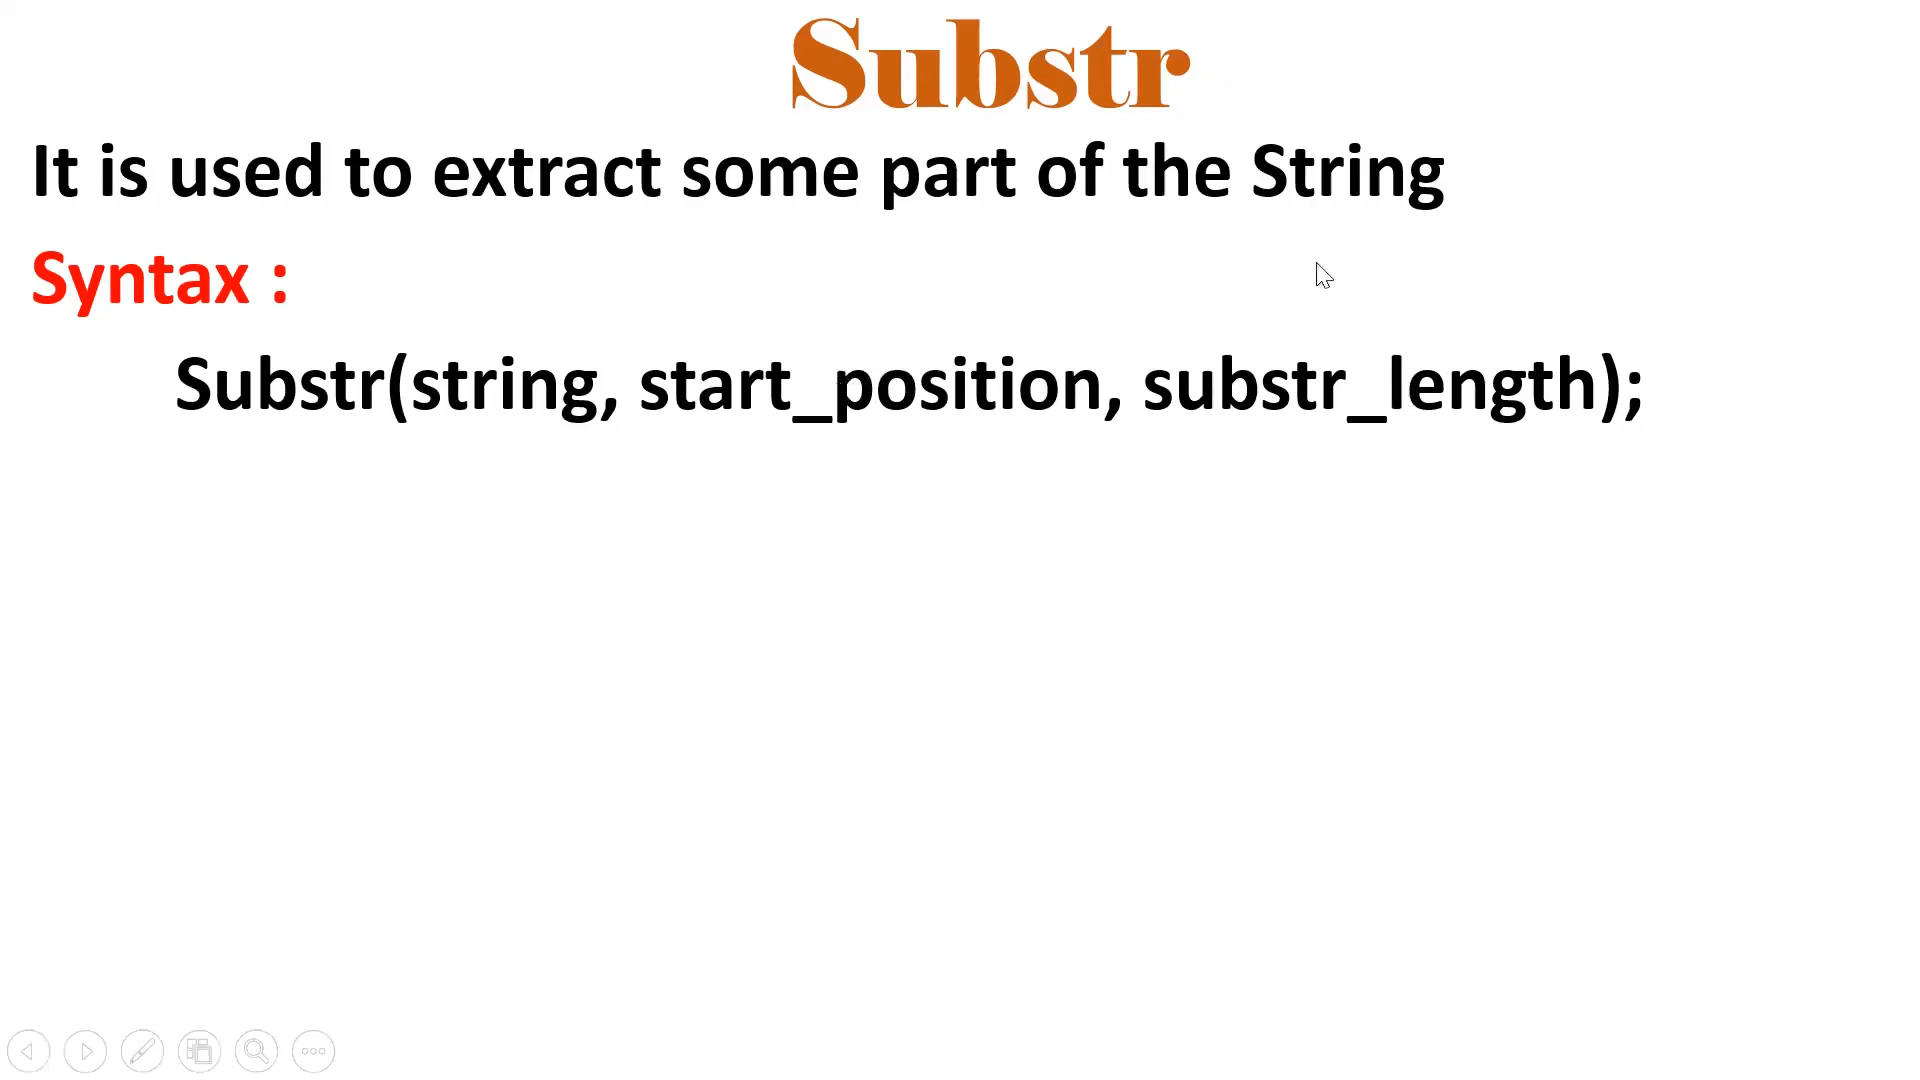 Substr
It is used to extract some part of the String
Syntax :
Substr(string, start_position, substr_length);